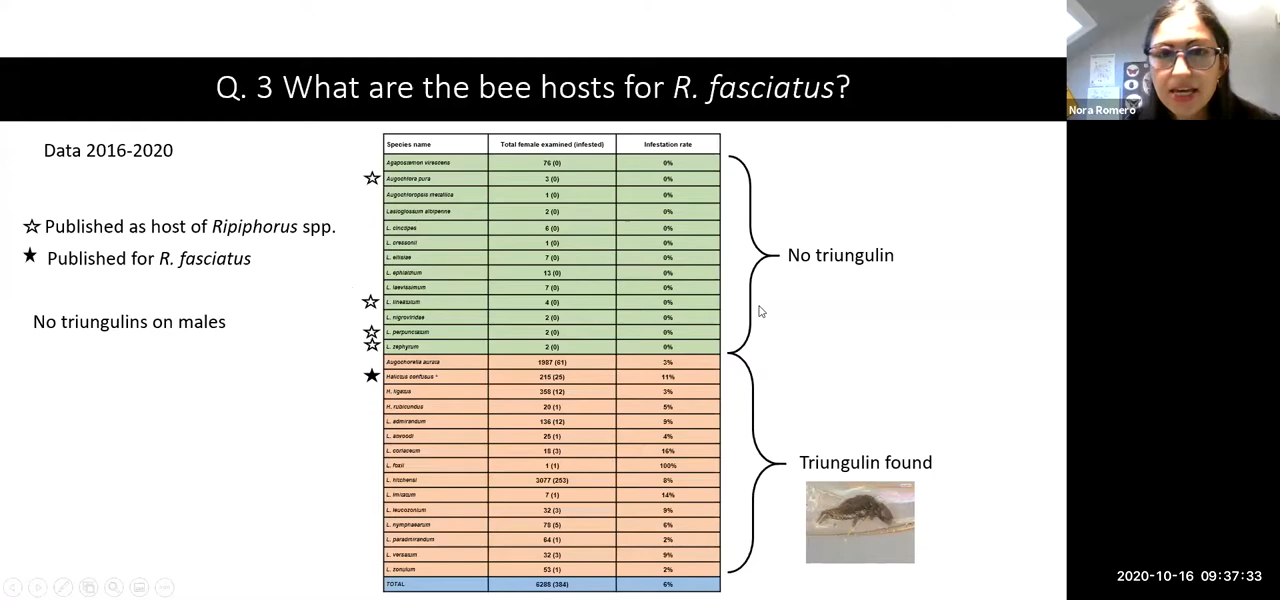 Q. 3 What are the bee hosts for R. fasciatus?
Nora Romero
Data 2016-2020
☆ Published as host of Ripiphorus spp.
★ Published for R. fasciatus
No triungulins on males
Species name Total female examined (infested) Infestation rate
Agapostemon virescens 76 (0) 0%
☆ Augochlora pura 3 (0) 0%
Augochloropsis metallica 1 (0) 0%
Lasioglossum albipenne 2 (0) 0%
L. cinctipes 6 (0) 0%
L. cressonii 1 (0) 0%
L. ellisiae 7 (0) 0%
L. ephialtum 13 (0) 0%
L. laevissimum 7 (0) 0%
☆ L. lineatulum 4 (0) 0%
L. nigroviride 2 (0) 0%
☆ L. perpunctatum 2 (0) 0%
☆ L. zephyrum 2 (0) 0%
Augochlorella aurata 1987 (61) 3%
★ Halictus confusus * 215 (25) 11%
H. ligatus 358 (12) 3%
H. rubicundus 20 (1) 5%
L. admirandum 136 (12) 9%
L. atwoodi 25 (1) 4%
L. coriaceum 18 (3) 16%
L. foxii 1 (1) 100%
L. hitchensi 3077 (253) 8%
L. imitatum 7 (1) 14%
L. leucozonium 32 (3) 9%
L. nymphaearum 78 (5) 6%
L. paradmirandum 64 (1) 2%
L. versatum 32 (3) 9%
L. zonulum 53 (1) 2%
TOTAL 6288 (384) 6%
No triungulin
Triungulin found
2020-10-16 09:37:33